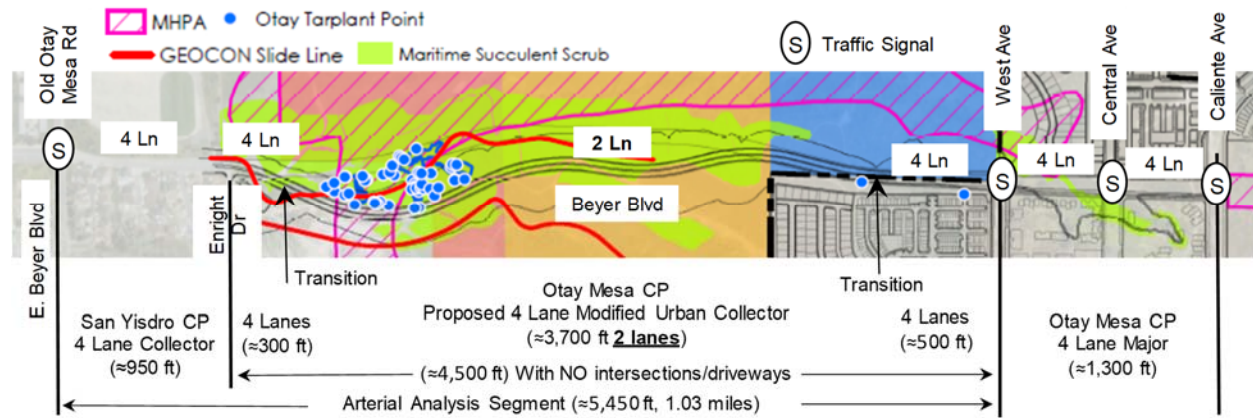 MHPA
Otay Tarplant Point
GEOCON Slide Line
Maritime Succulent Scrub
S
Traffic Signal
Old Otay
Mesa Rd
West Ave
Central Ave
Caliente Ave
S
4 Ln
4 Ln
2 Ln
4 Ln
S
4 Ln
S
4 Ln
S
Beyer Blvd
E. Beyer Blvd
Enright
Dr
Transition
Transition
San Yisdro CP
4 Lane Collector
(≈950 ft)
4 Lanes
(≈300 ft)
Otay Mesa CP
Proposed 4 Lane Modified Urban Collector
(≈3,700 ft 2 lanes)
4 Lanes
(≈500 ft)
Otay Mesa CP
4 Lane Major
(≈1,300 ft)
(≈4,500 ft) With NO intersections/driveways
Arterial Analysis Segment (≈5,450 ft, 1.03 miles)